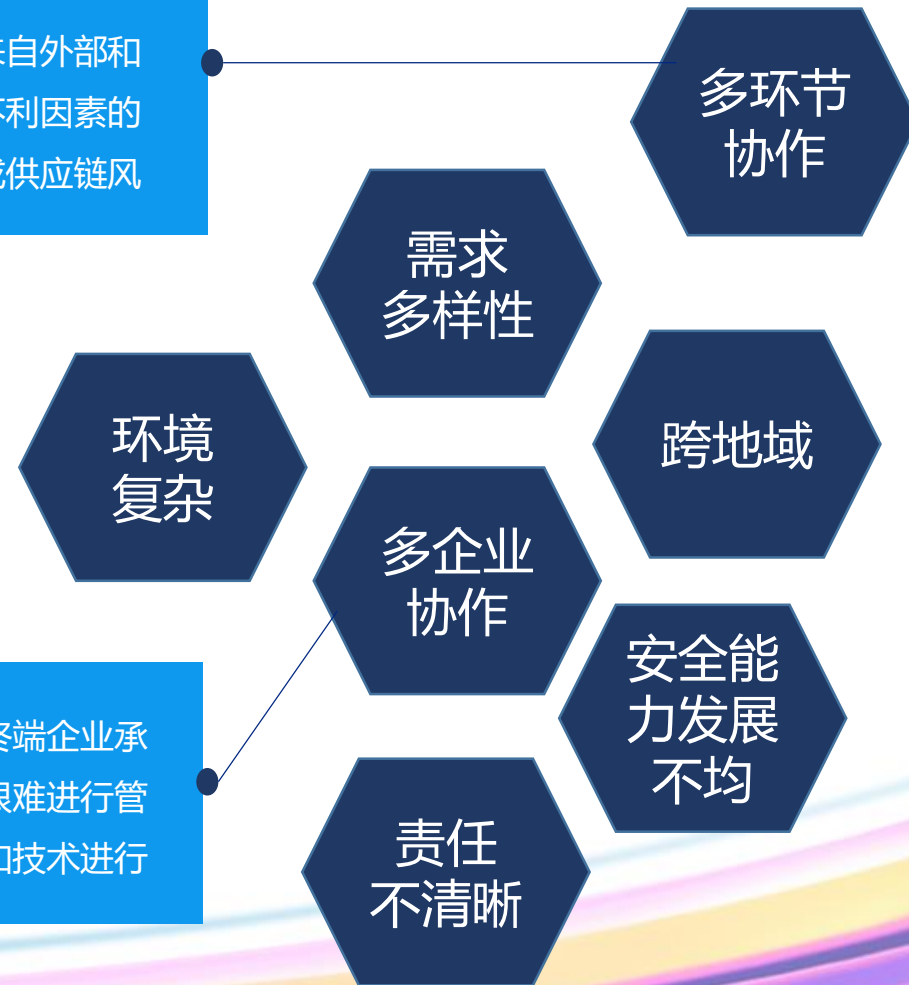 来自外部和
不利因素的
成供应链风
多环节
协作
需求
多样性
环境
复杂
跨地域
多企业
协作
安全能
力发展
不均
终端企业承
很难进行管
和技术进行
责任
不清晰